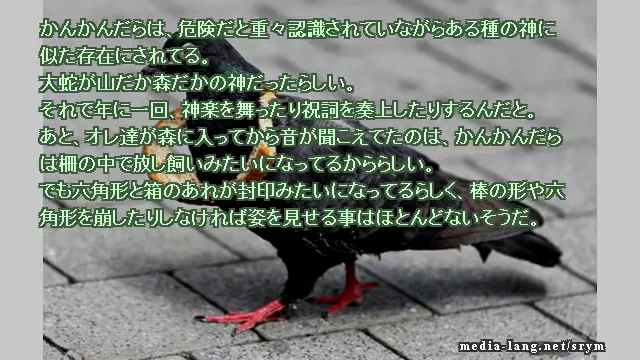 かんかんだらは、危険だと重々認識されていながらある種の神に
似た存在にされてる。
大蛇が山だか森だかの神だったらしい。
それで年に一回、神楽を舞ったり祝詞を奏上したりするんだと。
あと、オレ達が森に入ってから音が聞こえてたのは、かんかんだら
は柵の中で放し飼いみたいになってるかららしい。
でも六角形と箱のあれが封印みたいになってるらしく、棒の形や六
角形を崩したりしなければ姿を見せる事はほとんどないそうだ。
media-lang.net/srym